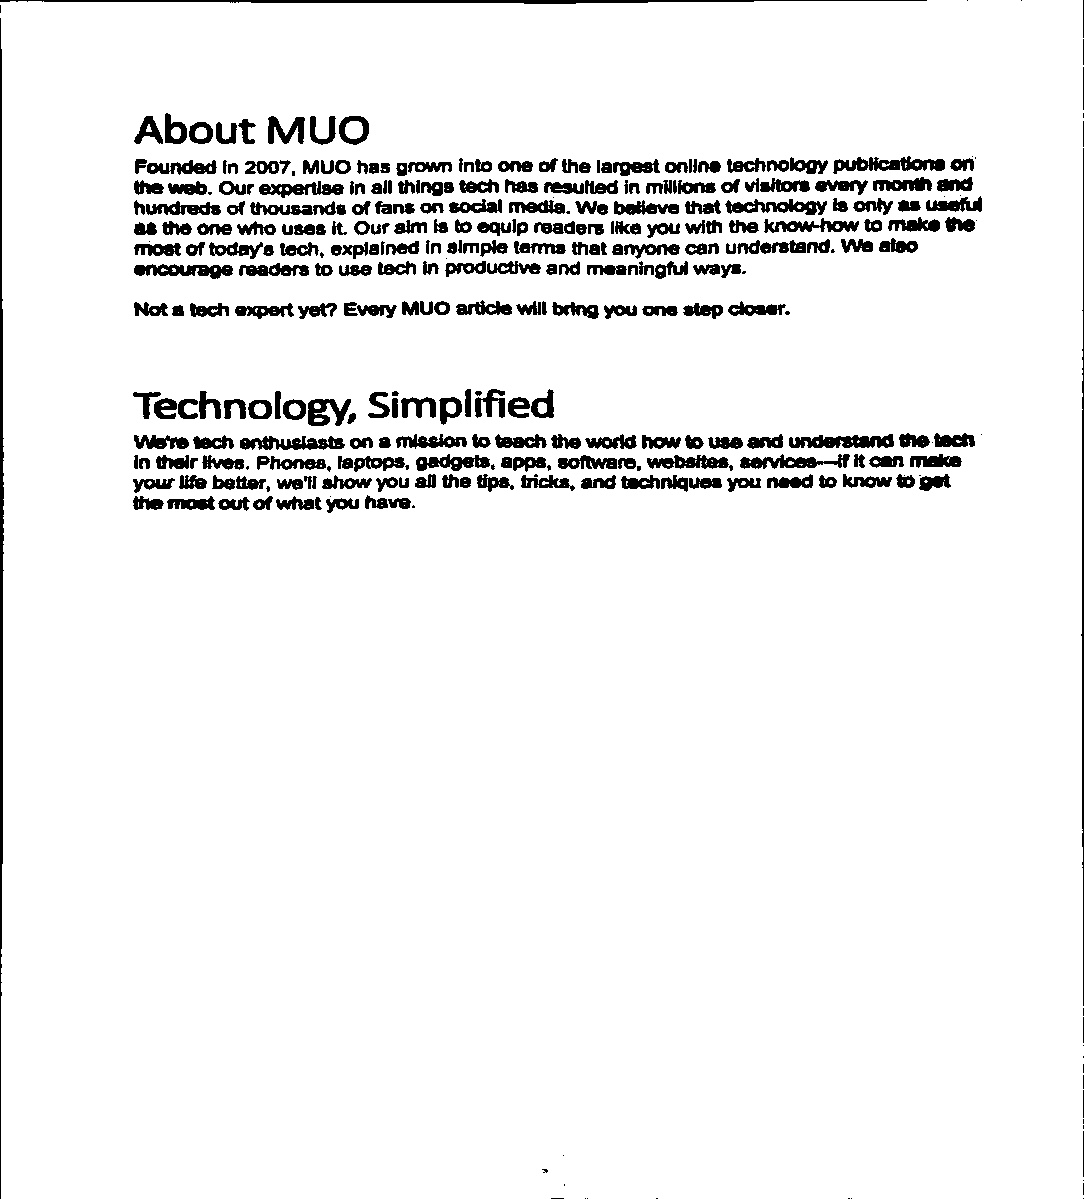 About MUO
Founded in 2007, MUO has grown into one of the largest online technology publications on
the web. Our expertise in all things tech has resulted in millions of visitors every month and
hundreds of thousands of fans on social media. We believe that technology is only as useful
as the one who uses it. Our aim is to equip readers like you with the know-how to make the
most of today's tech, explained in simple terms that anyone can understand. We also
encourage readers to use tech in productive and meaningful ways.
Not a tech expert yet? Every MUO article will bring you one step closer.
Technology, Simplified
We're tech enthusiasts on a mission to teach the world how to use and understand the tech
in their lives. Phones, laptops, gadgets, apps, software, websites, services—if it can make
your life better, we'll show you all the tips, tricks, and techniques you need to know to get
the most out of what you have.